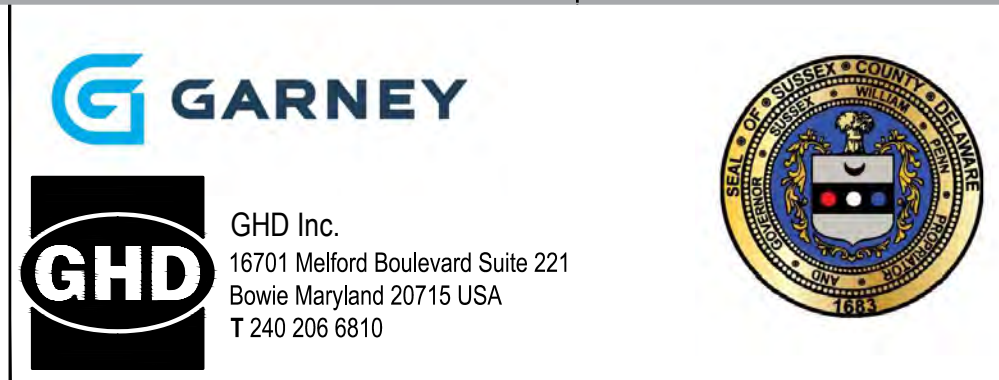 GARNEY
GHD
GHD Inc.
16701 Melford Boulevard Suite 221
Bowie Maryland 20715 USA
T 240 206 6810
SEAL • OF • SUSSEX • COUNTY • DELAWARE
GOVERNOR • SUSSEX • WILLIAM • PENN • PROPRIATOR • AND •
1683